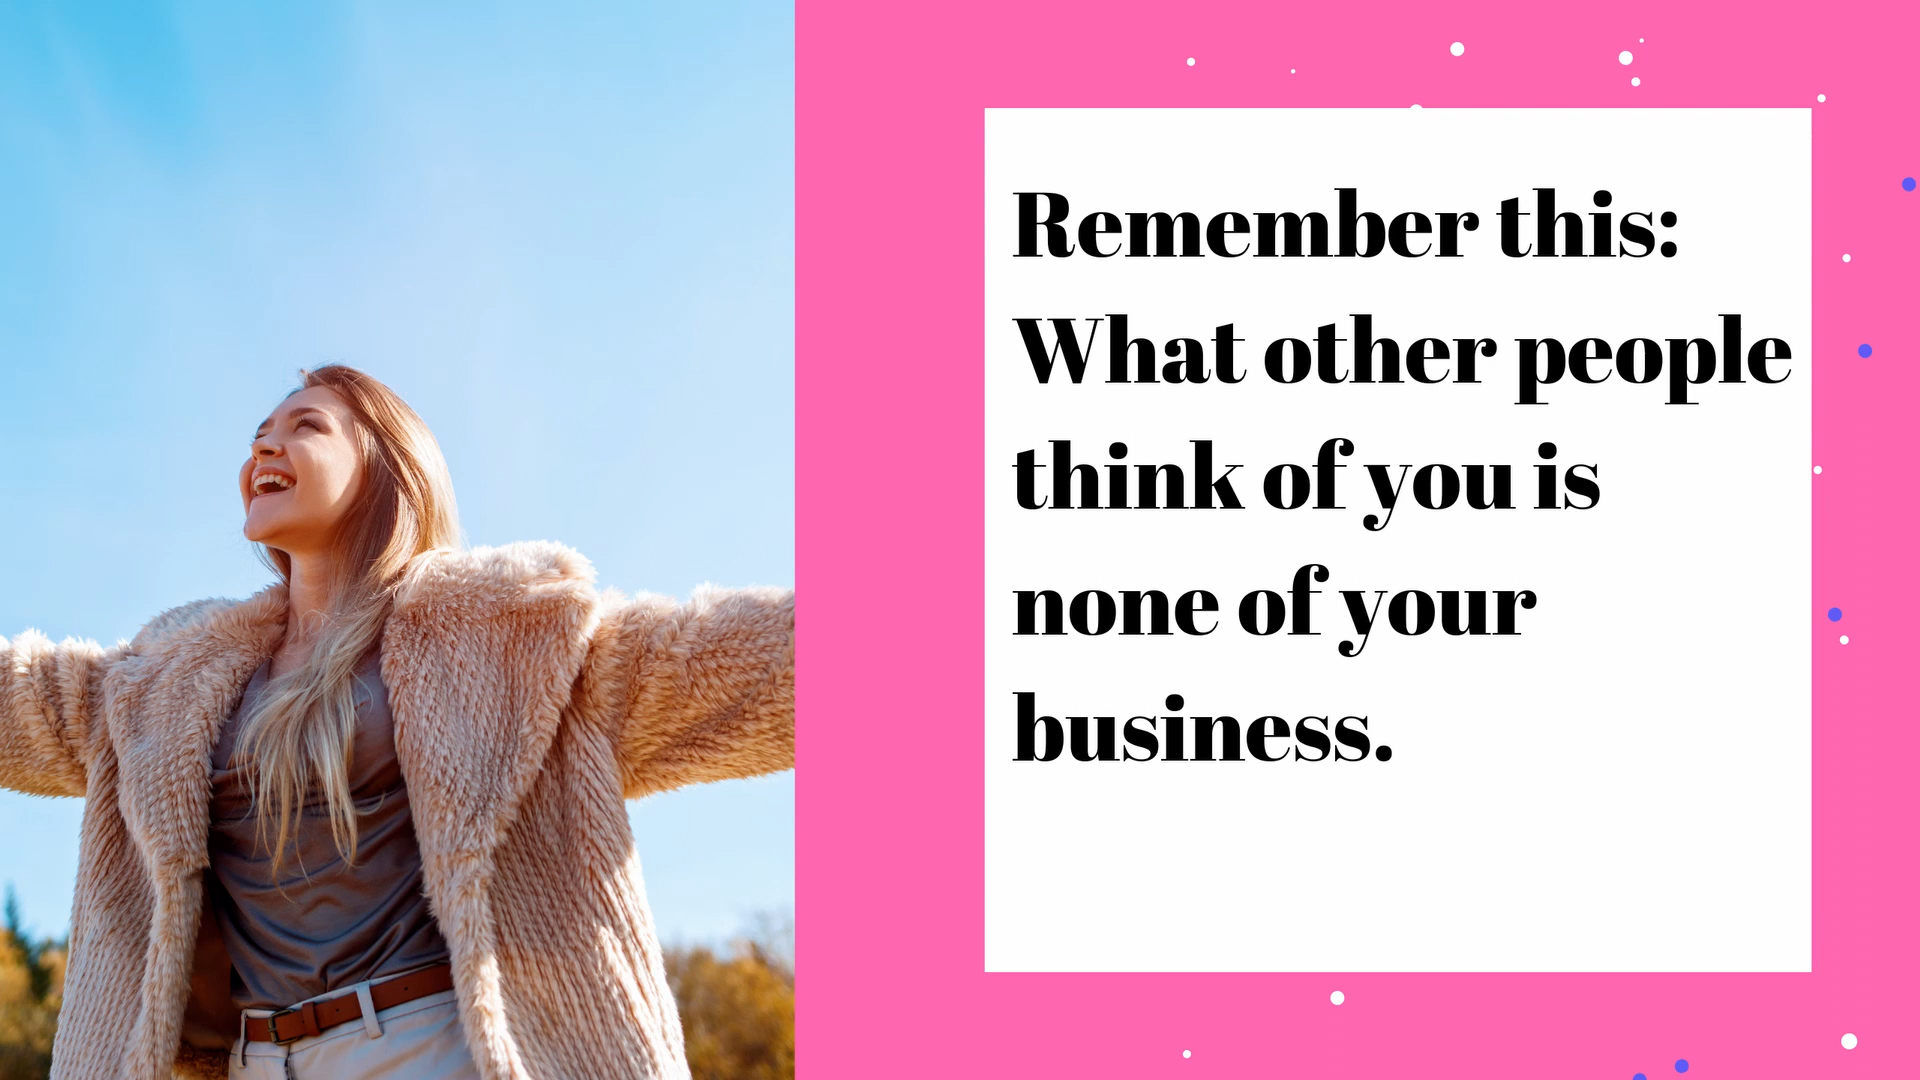 Remember this:
What other people
think of you is
none of your
business.